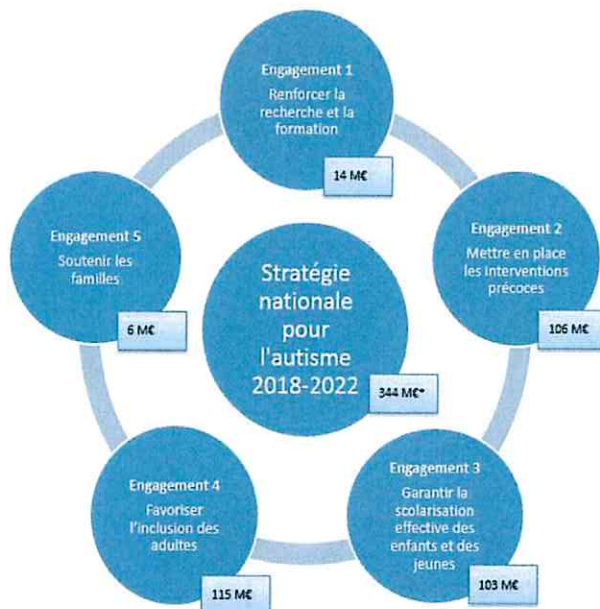 Engagement 1
Renforcer la
recherche et la
formation
14 M€
Engagement 2
Mettre en place
les interventions
précoces
106 M€
Engagement 3
Garantir la
scolarisation
effective des
enfants et des
jeunes
103 M€
Engagement 4
Favoriser
l'inclusion des
adultes
115 M€
Engagement 5
Soutenir les
familles
6 M€
Stratégie
nationale
pour
l'autisme
2018-2022
344 M€*